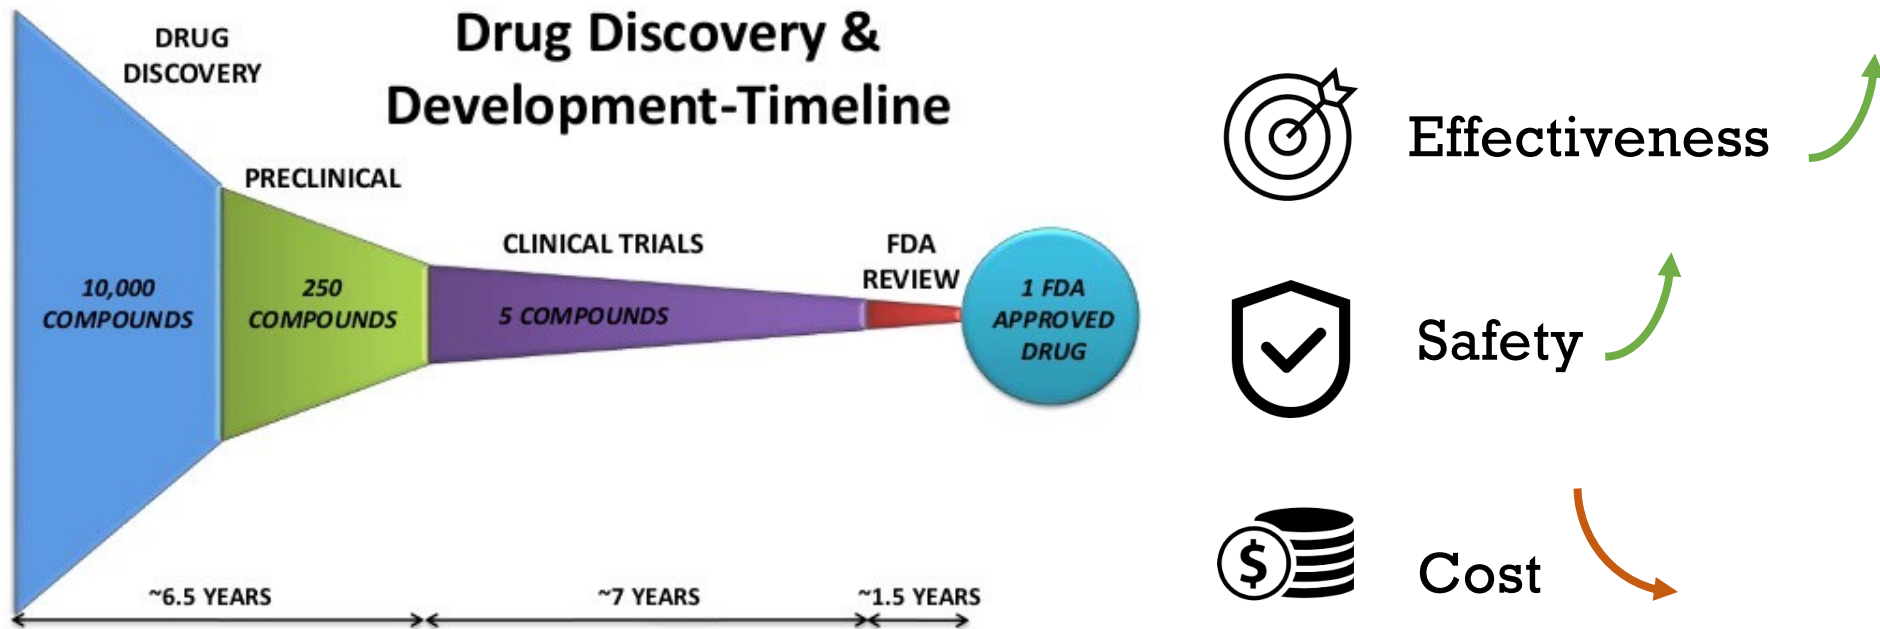 Drug Discovery &
Development-Timeline
DRUG
DISCOVERY
PRECLINICAL
CLINICAL TRIALS
FDA
REVIEW
10,000
COMPOUNDS
250
COMPOUNDS
5 COMPOUNDS
1 FDA
APPROVED
DRUG
~6.5 YEARS
~7 YEARS
~1.5 YEARS
Effectiveness
Safety
$
Cost